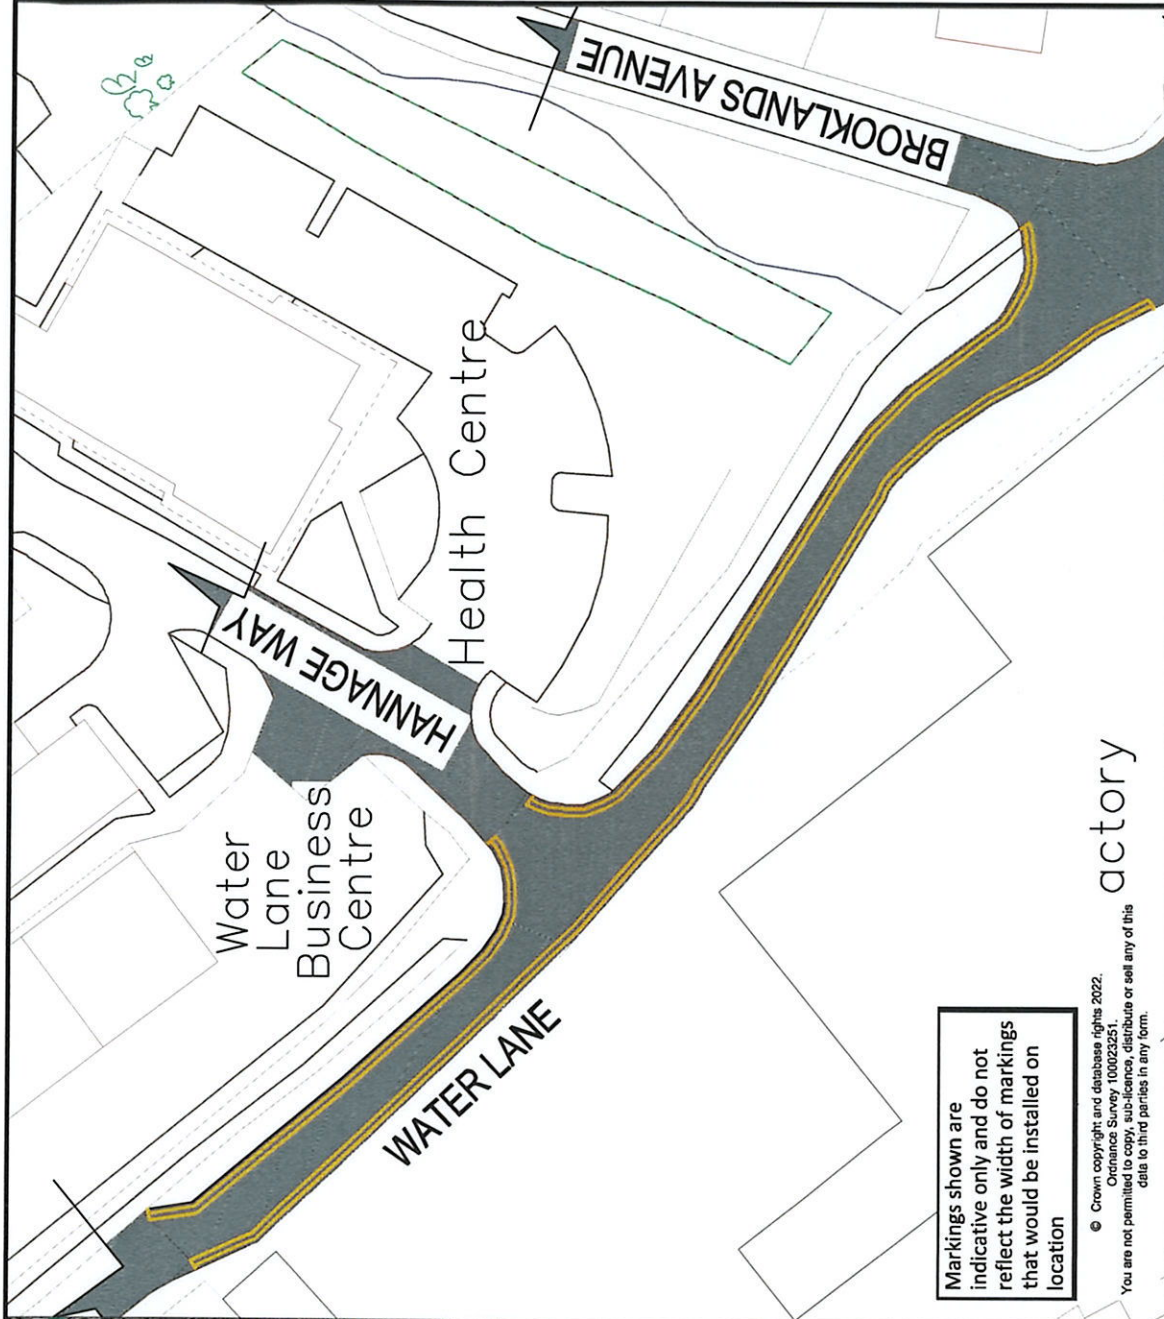 BROOKLANDS AVENUE
HANNAGE WAY
Health Centre
Water
Lane
Business
Centre
WATER LANE
actory
Markings shown are
indicative only and do not
reflect the width of markings
that would be installed on
location
© Crown copyright and database rights 2022.
Ordnance Survey 100023251.
You are not permitted to copy, sub-licence, distribute or sell any of this
data to third parties in any form.